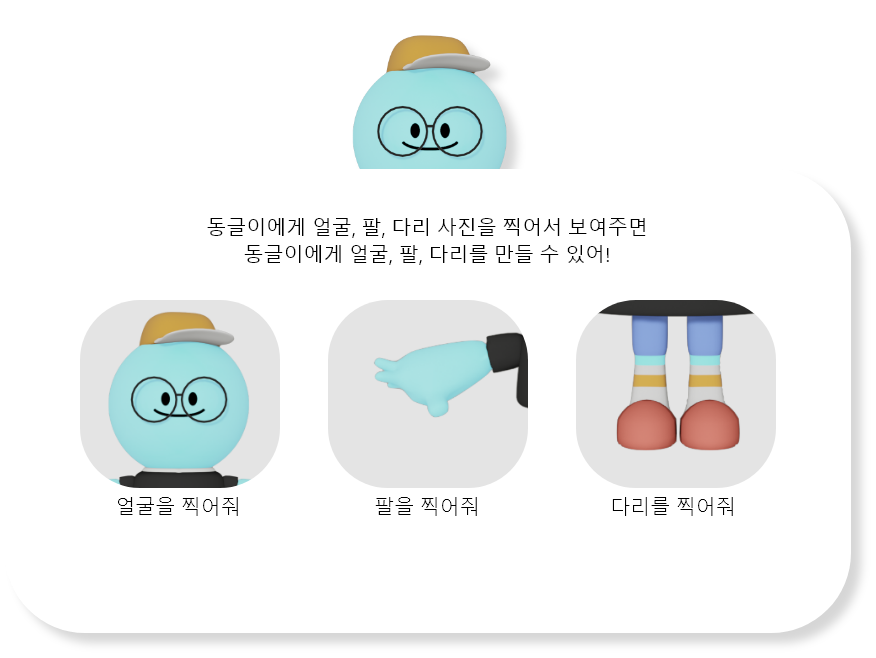 동글이에게 얼굴, 팔, 다리 사진을 찍어서 보여주면
동글이에게 얼굴, 팔, 다리를 만들 수 있어!
얼굴을 찍어줘
팔을 찍어줘
다리를 찍어줘